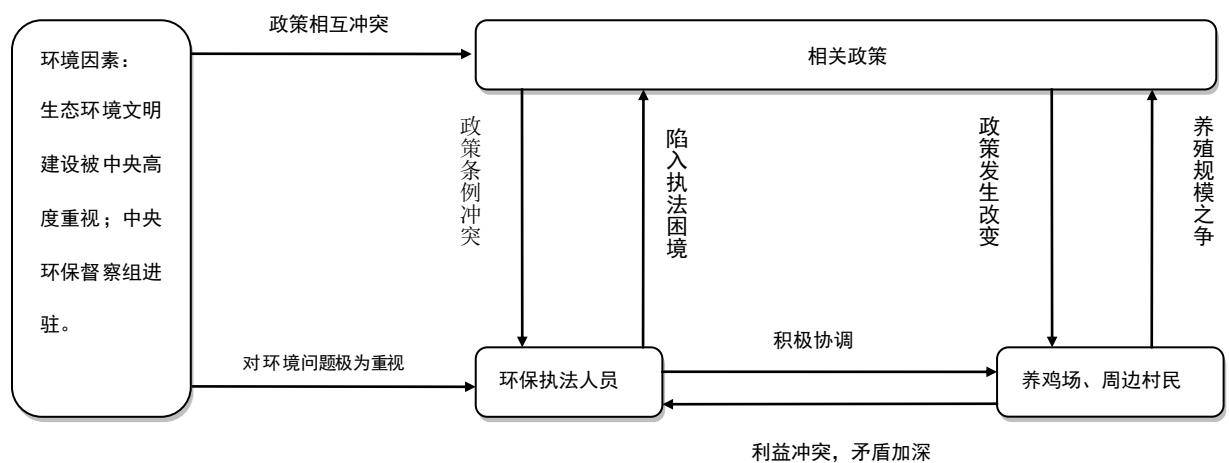 政策相互冲突
环境因素：
生态环境文明
建设被中央高
度重视；中央
环保督察组进
驻。
相关政策
政策条例冲突
陷入执法困境
政策发生改变
养殖规模之争
对环境问题极为重视
环保执法人员
积极协调
养鸡场、周边村民
利益冲突，矛盾加深